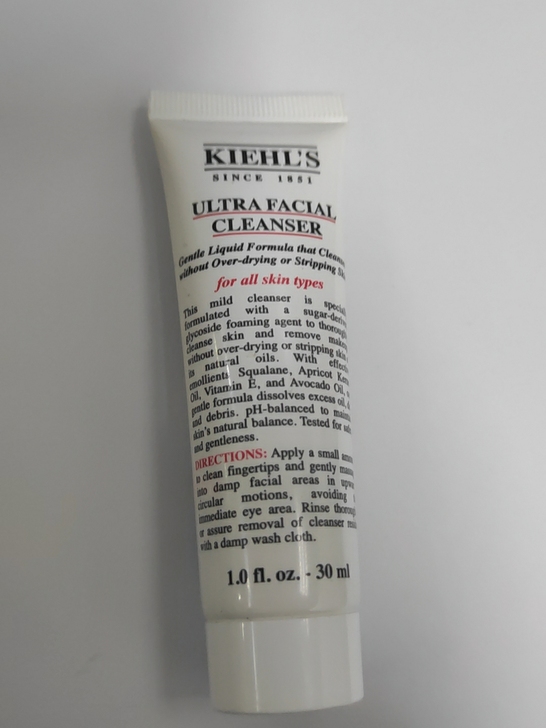 KIEHL'S
SINCE 1851
ULTRA FACIAL
CLEANSER
Gentle Liquid Formula that
without Over-drying or Stripping
for all skin types
This mild cleanser is
formulated with a
glycoside foaming agent to
cleanse skin and remove
without over-drying or stripping
its natural oils. With
emollients Squalane, Apricot
Oil, Vitamin E, and Avocado Oil,
gentle formula dissolves excess oil,
and debris. pH-balanced to
skin's natural balance. Tested for
and gentleness.
DIRECTIONS: Apply a small
to clean fingertips and gently
into damp facial areas in
circular motions, avoiding
immediate eye area. Rinse
or assure removal of cleanser
with a damp wash cloth.
1.0 fl. oz. - 30 ml